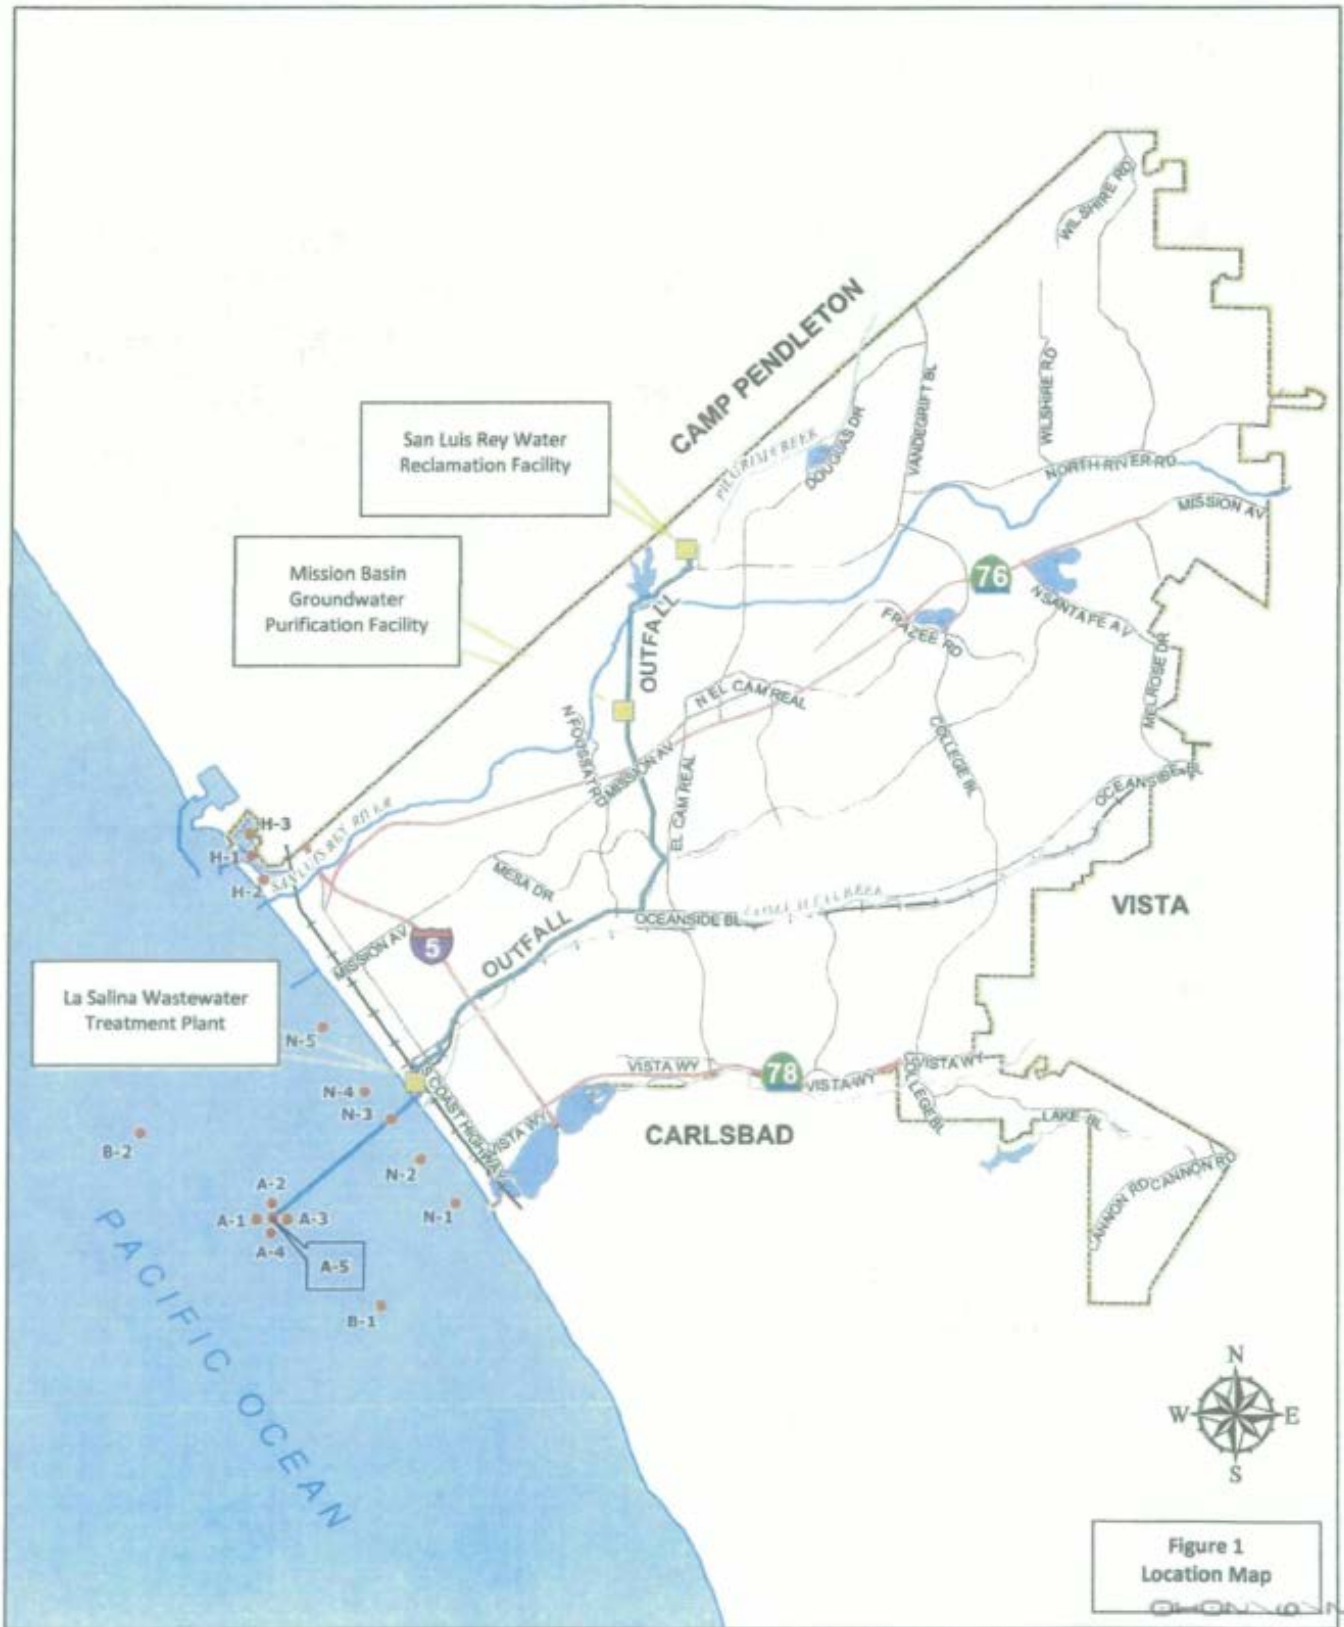 WILSHIRE RD
CAMP PENDLETON
San Luis Rey Water
Reclamation Facility
PILGRIM CREEK
DOUGLAS DR
VANDEGRIFT BL
WILSHIRE RD
NORTH RIVER RD
MISSION AV
Mission Basin
Groundwater
Purification Facility
76
OUTFALL
FRAZEE RD
N SANTA FE AV
MELROSE DR
N EL CAM REAL
MISSION AV
EL CAM REAL
COLLEGE BL
OCEANSIDE BL
H-3
H-1
H-2
SAN LUIS REY RIVER
MESA DR
MISSION AV
5
OUTFALL
OCEANSIDE BL
VISTA
La Salina Wastewater
Treatment Plant
N-5
N-4
N-3
N-2
N-1
S COAST HIGHWAY
VISTA WY
VISTA WY
78
VISTA WY
VISTA WY
COLLEGE BL
LAKE BL
CARLSBAD
CANNON RD
CANNON RD
B-2
A-2
A-1
A-3
A-4
A-5
B-1
PACIFIC OCEAN
N
W
E
S
Figure 1
Location Map